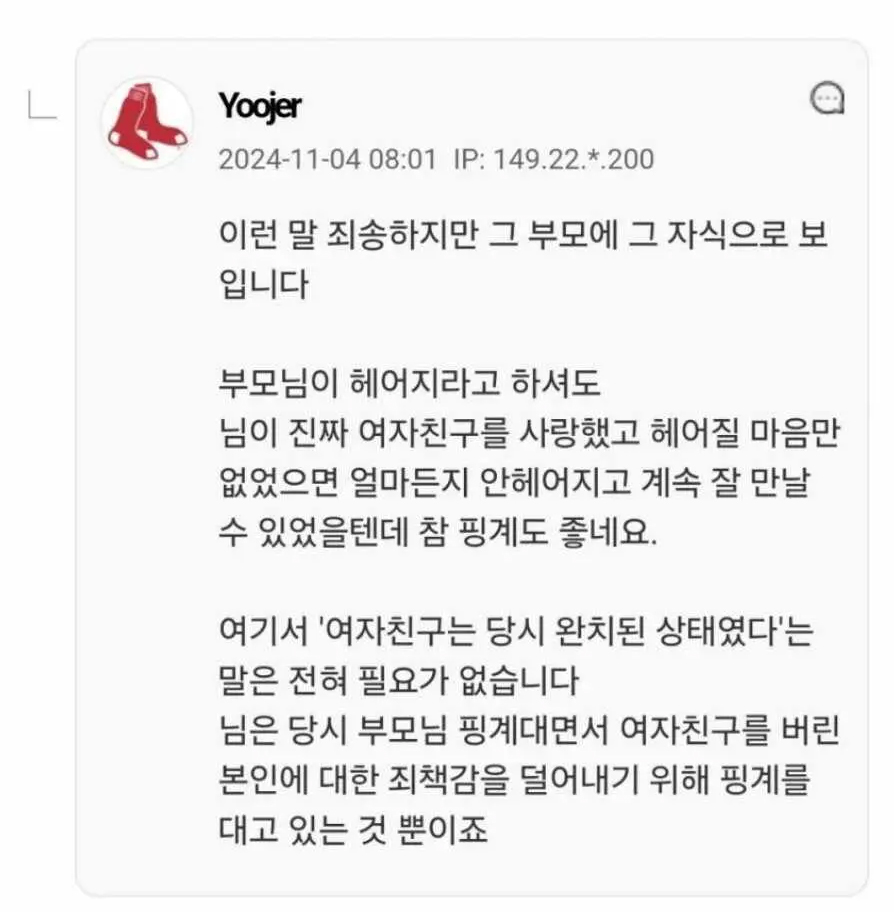 Yoojer
2024-11-04 08:01 IP: 149.22.*.200
이런 말 죄송하지만 그 부모에 그 자식으로 보
입니다
부모님이 헤어지라고 하셔도
님이 진짜 여자친구를 사랑했고 헤어질 마음만
없었으면 얼마든지 안헤어지고 계속 잘 만날
수 있었을텐데 참 핑계도 좋네요.
여기서 '여자친구는 당시 완치된 상태였다'는
말은 전혀 필요가 없습니다
님은 당시 부모님 핑계대면서 여자친구를 버린
본인에 대한 죄책감을 덜어내기 위해 핑계를
대고 있는 것 뿐이죠